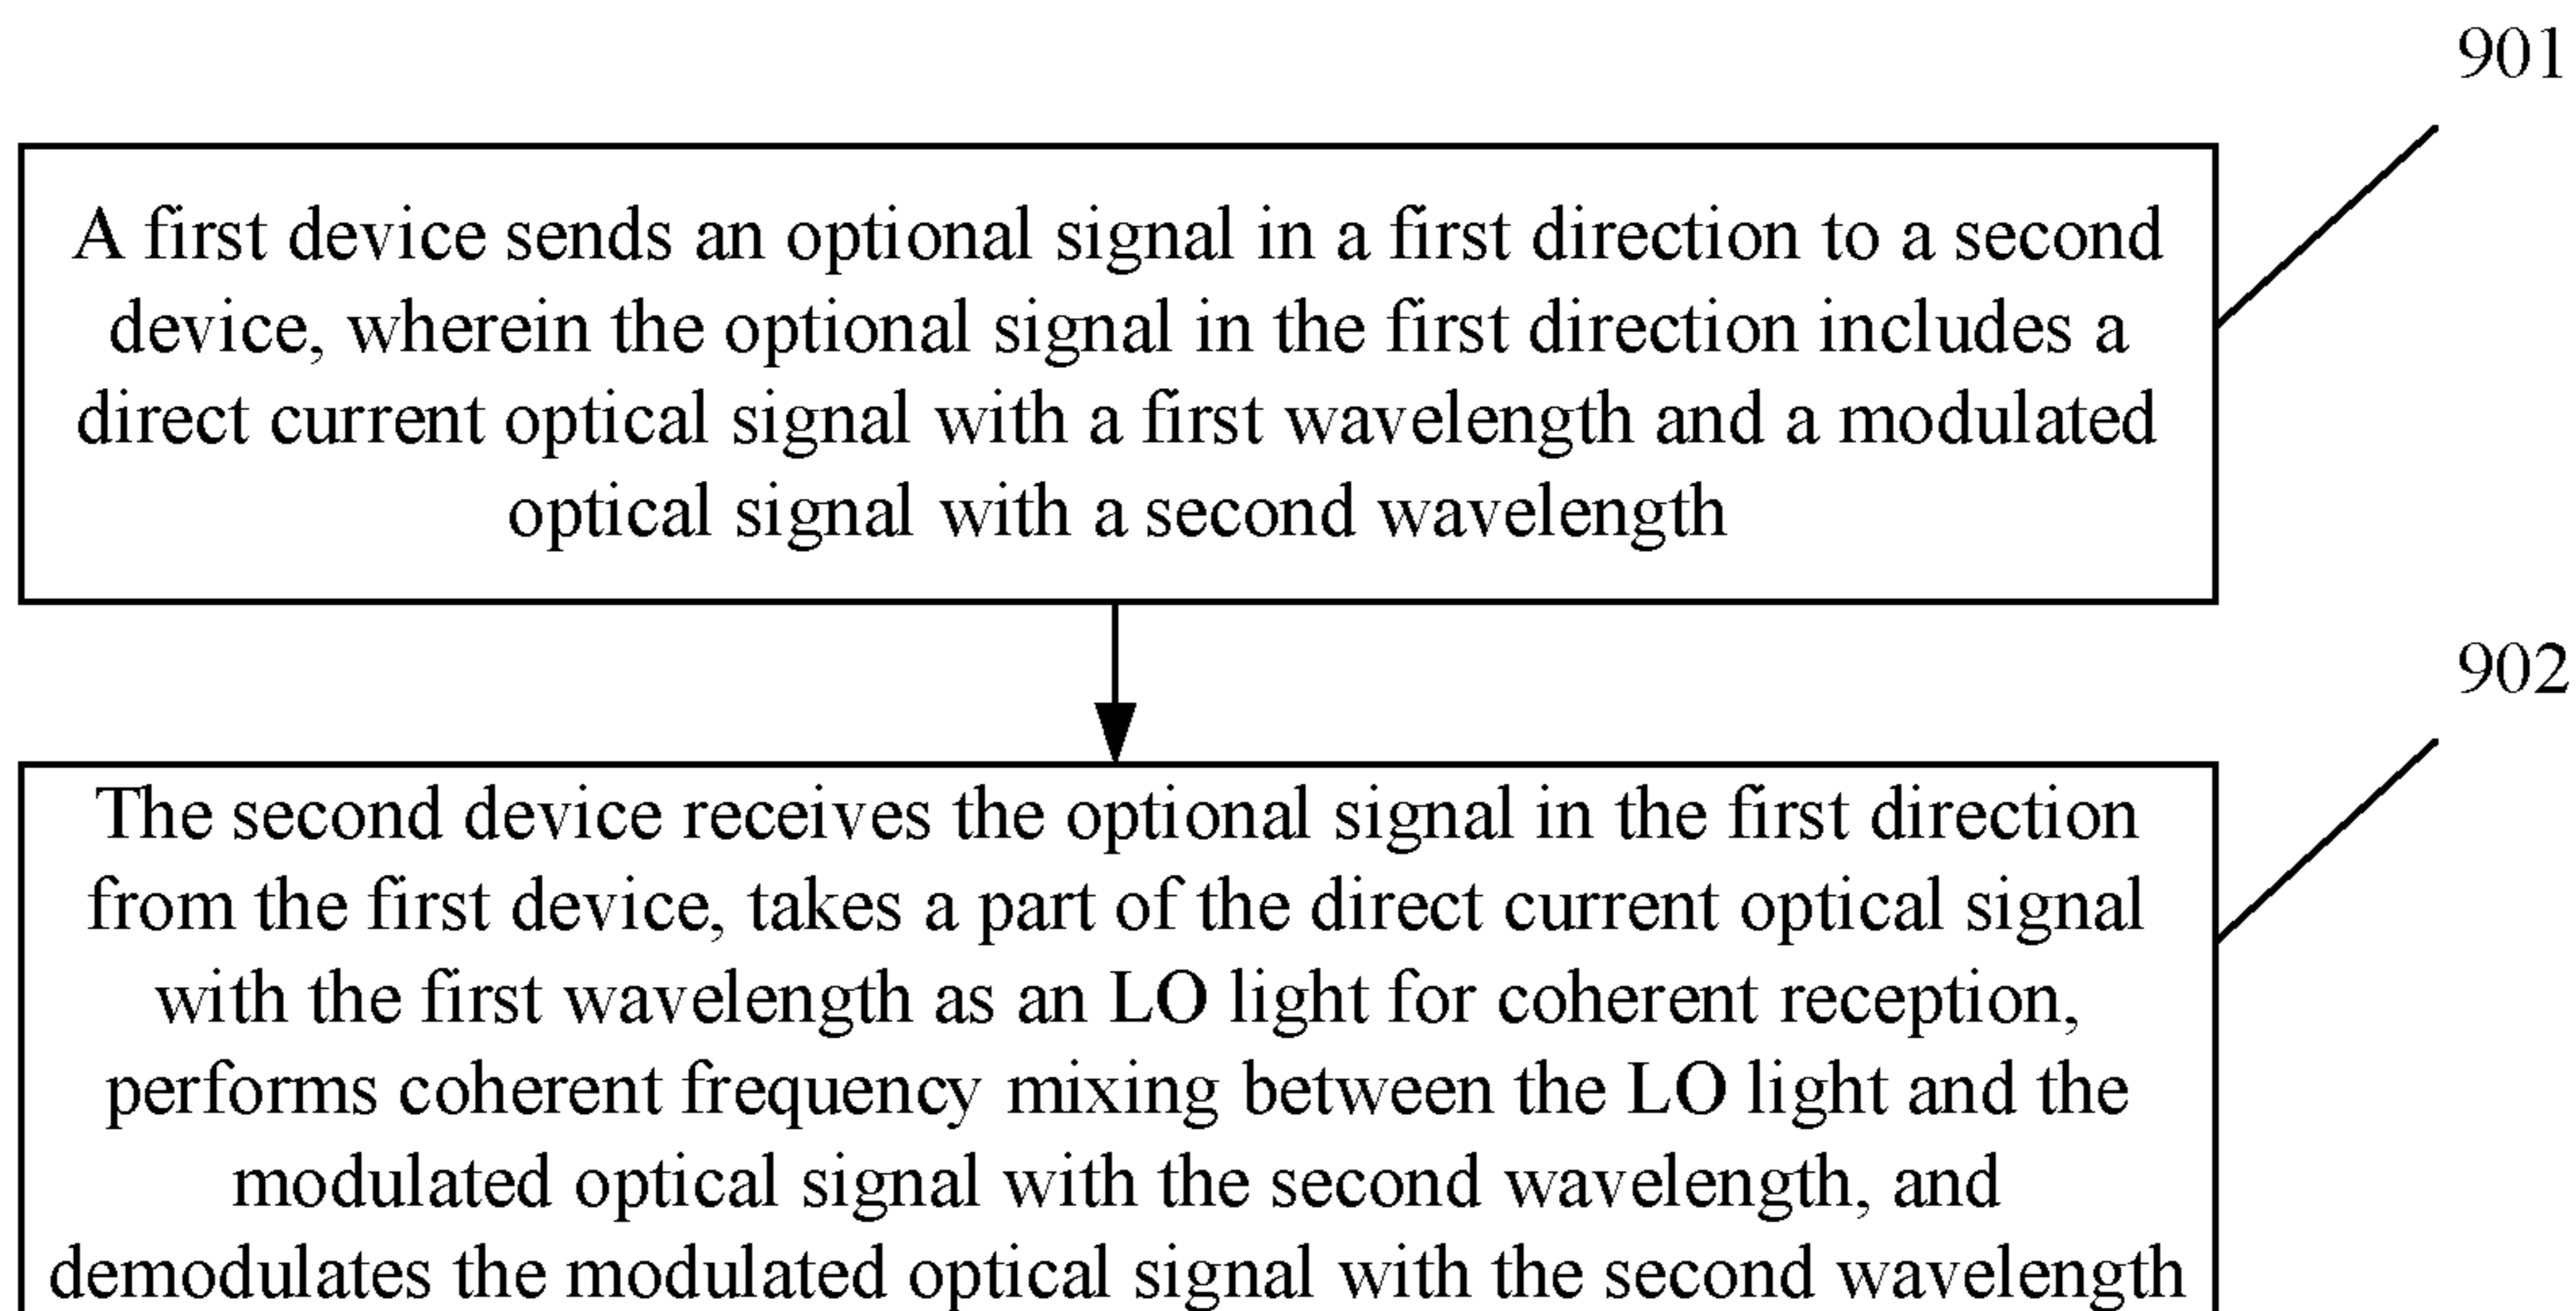 901
A first device sends an optional signal in a first direction to a second
device, wherein the optional signal in the first direction includes a
direct current optical signal with a first wavelength and a modulated
optical signal with a second wavelength
902
The second device receives the optional signal in the first direction
from the first device, takes a part of the direct current optical signal
with the first wavelength as an LO light for coherent reception,
performs coherent frequency mixing between the LO light and the
modulated optical signal with the second wavelength, and
demodulates the modulated optical signal with the second wavelength